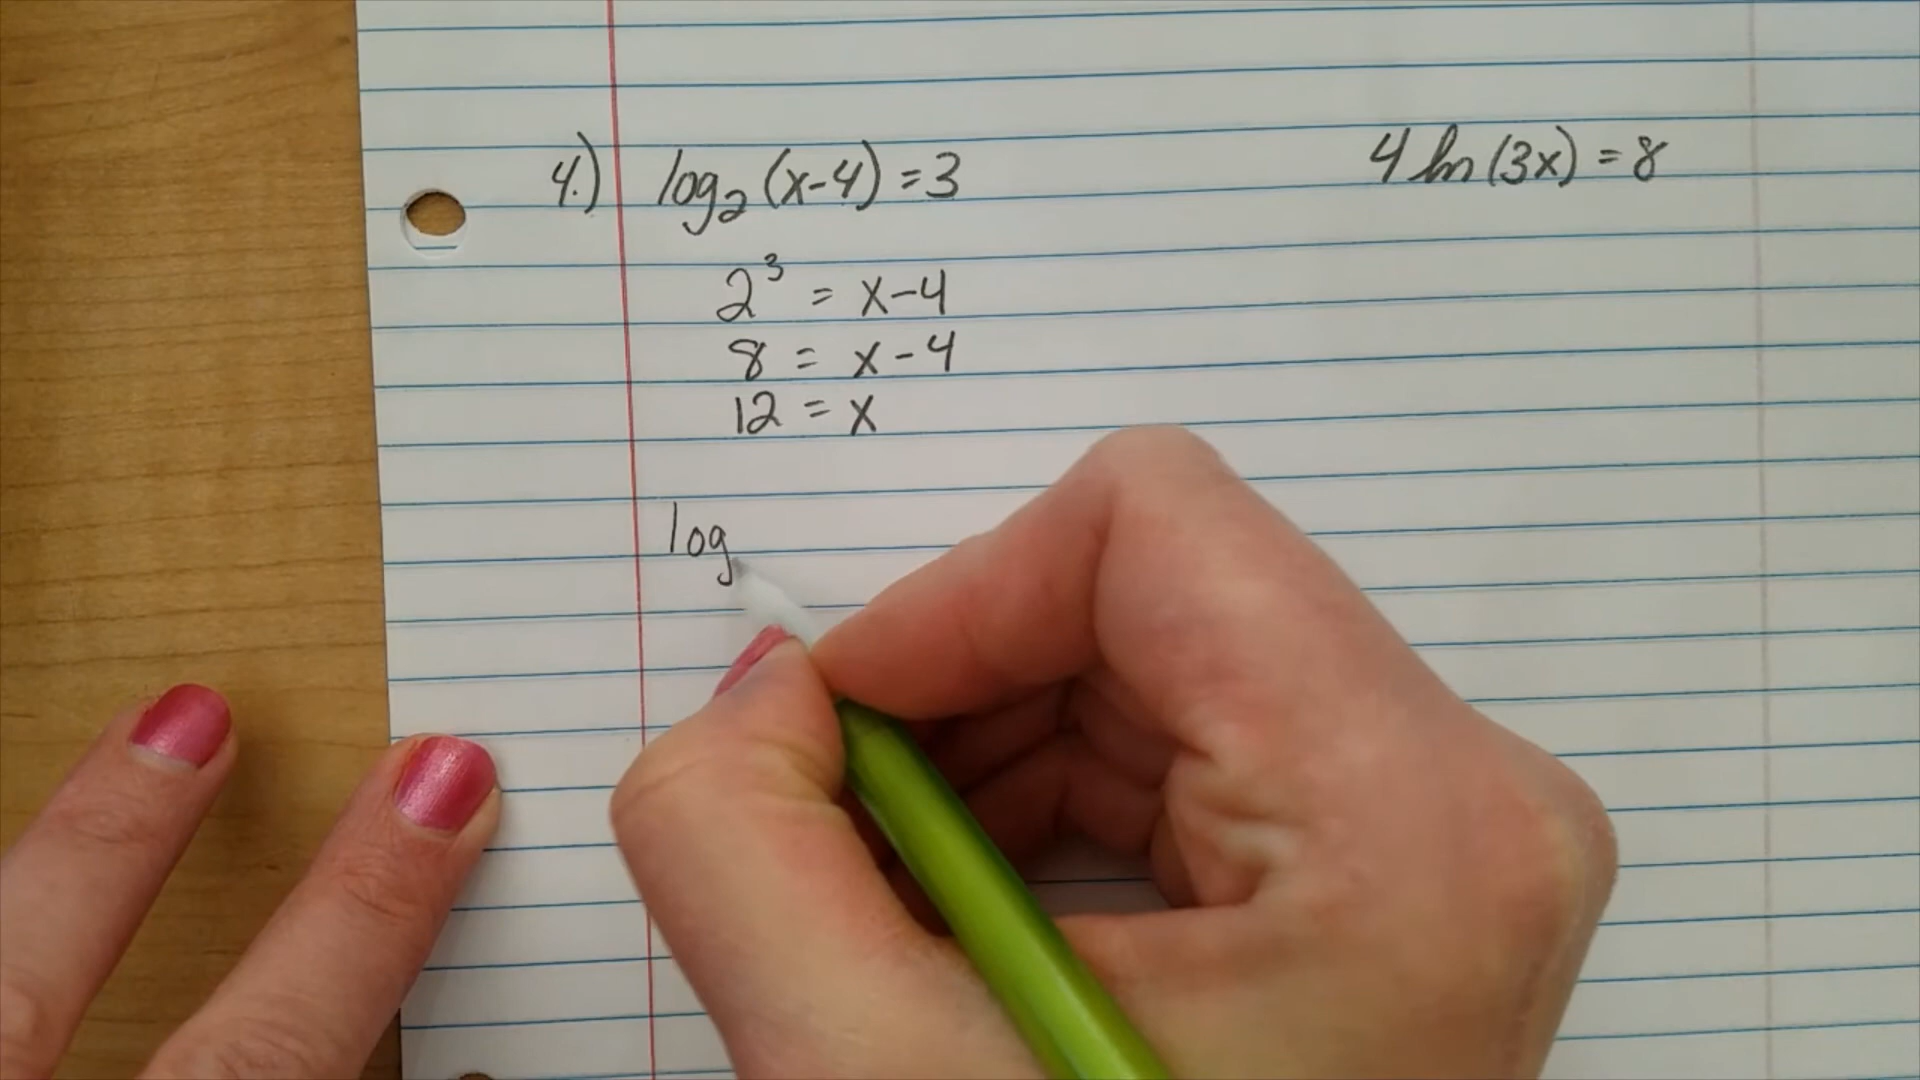 4.) log₂(x-4)=3
4 ln(3x)=8
2³ = x-4
8 = x-4
12 = x
log